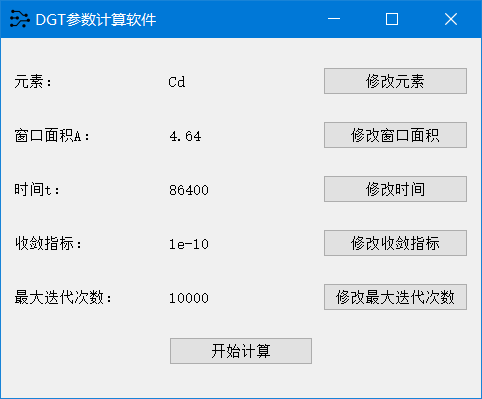 DGT参数计算软件
元素： Cd 修改元素
窗口面积A： 4.64 修改窗口面积
时间t： 86400 修改时间
收敛指标： 1e-10 修改收敛指标
最大迭代次数： 10000 修改最大迭代次数
开始计算